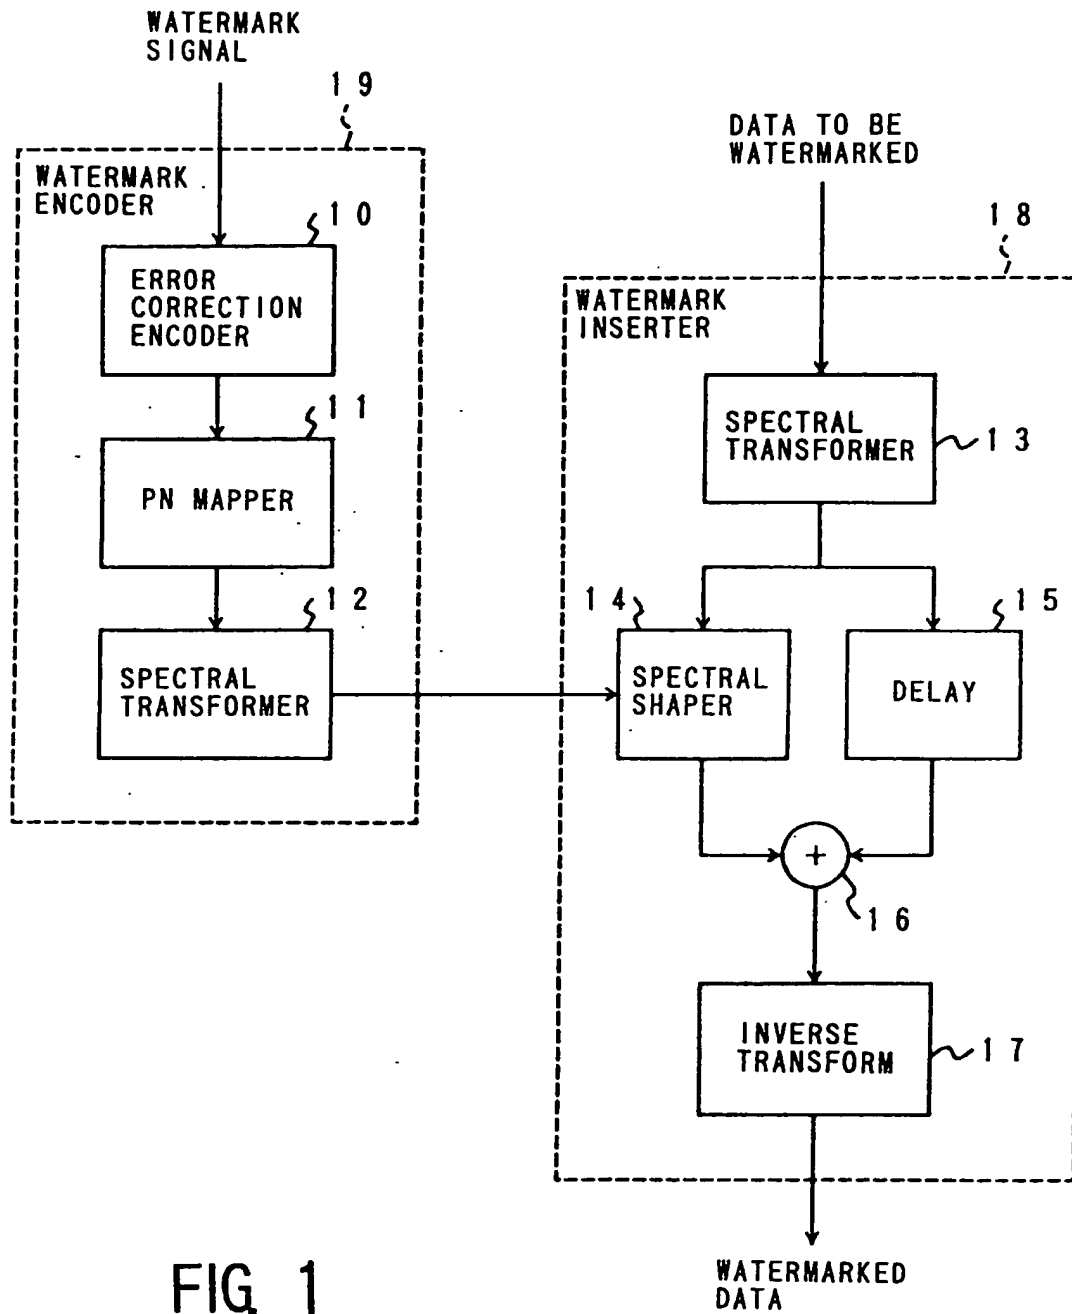 WATERMARK
SIGNAL
19
DATA TO BE
WATERMARKED
WATERMARK
ENCODER
10
18
ERROR
CORRECTION
ENCODER
WATERMARK
INSERTER
11
SPECTRAL
TRANSFORMER
13
PN MAPPER
12
14
15
SPECTRAL
TRANSFORMER
SPECTRAL
SHAPER
DELAY
+
16
INVERSE
TRANSFORM
17
WATERMARKED
DATA
FIG. 1